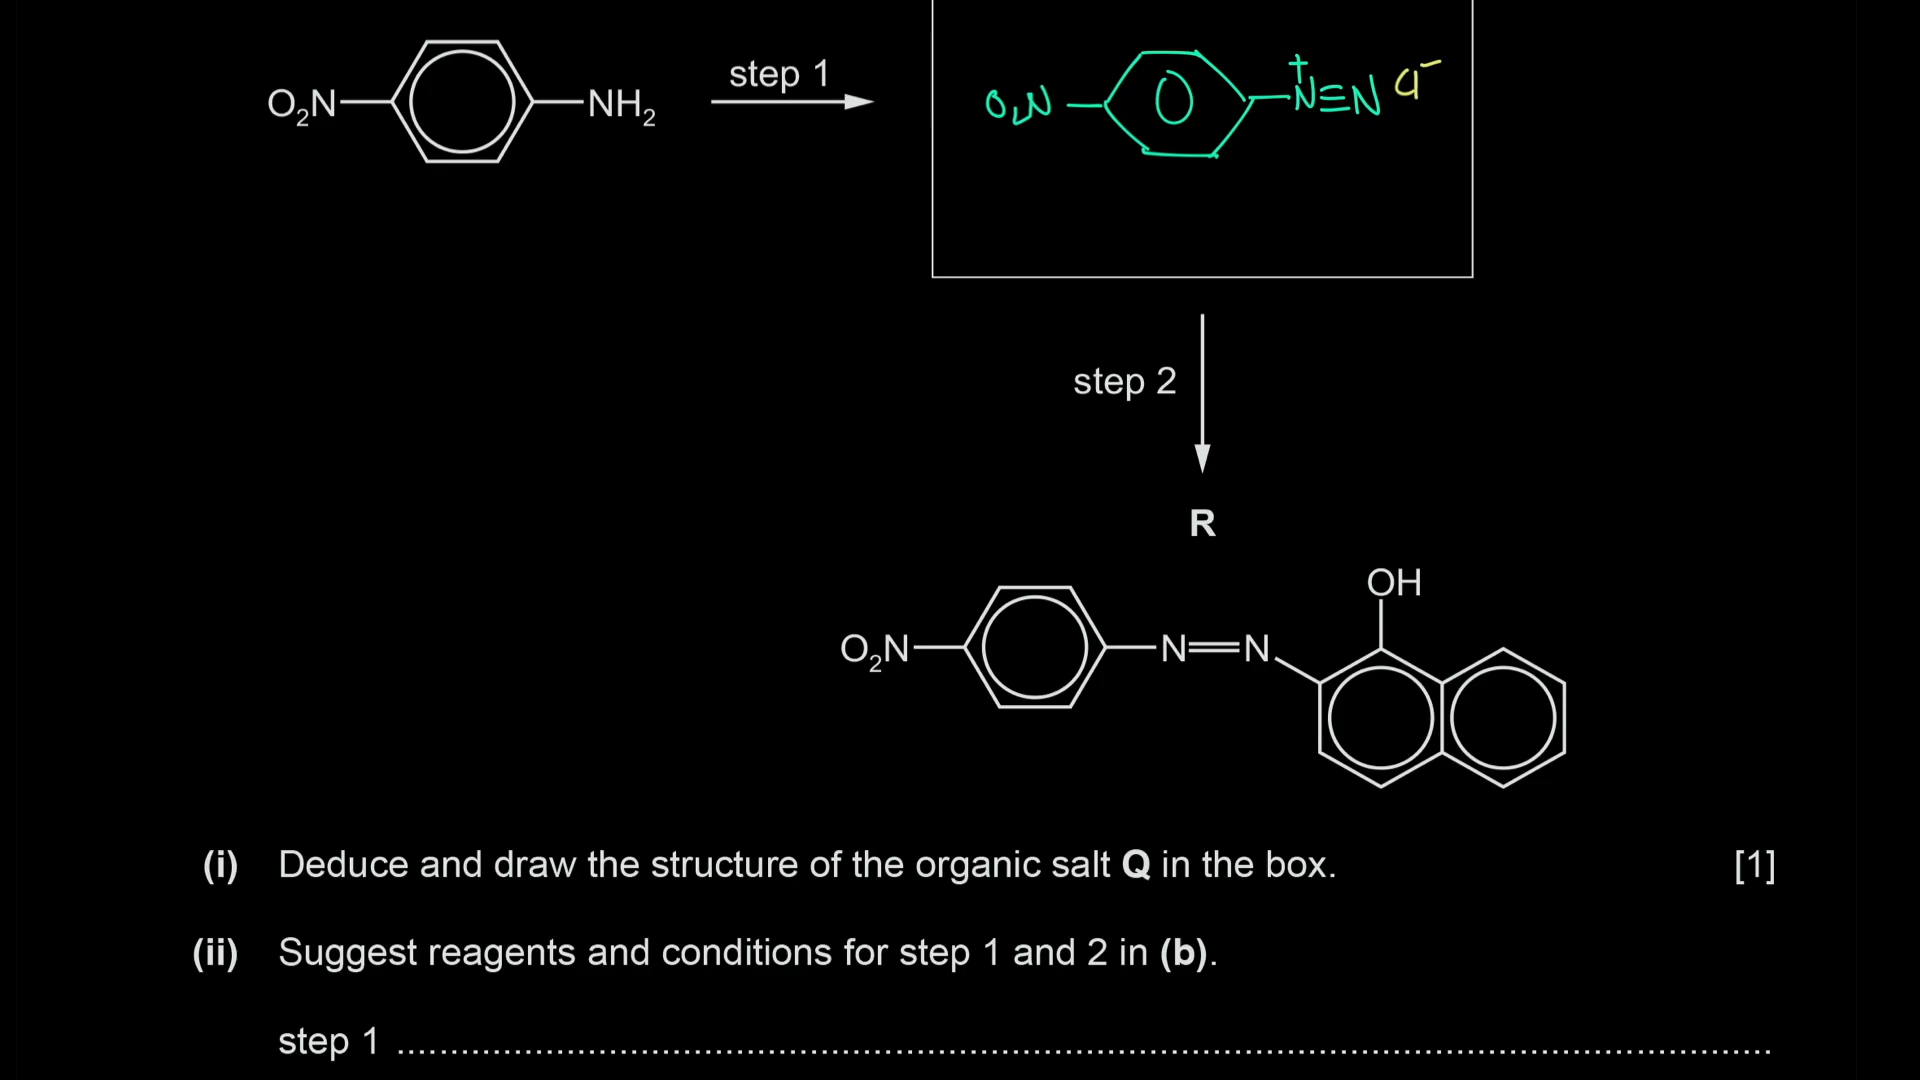 O₂N NH₂ step 1 O₂N N⁺≡N Cl⁻
step 2
R
OH
O₂N N=N
(i) Deduce and draw the structure of the organic salt Q in the box. [1]
(ii) Suggest reagents and conditions for step 1 and 2 in (b).
step 1 ........................................................................................................................